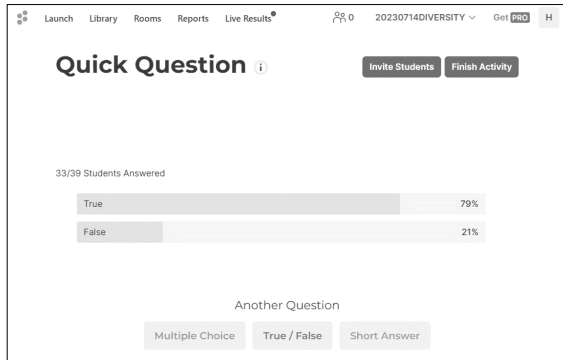 Launch Library Rooms Reports Live Results 0 20230714DIVERSITY Get PRO H
Quick Question i Invite Students Finish Activity
33/39 Students Answered
True 79%
False 21%
Another Question
Multiple Choice True / False Short Answer